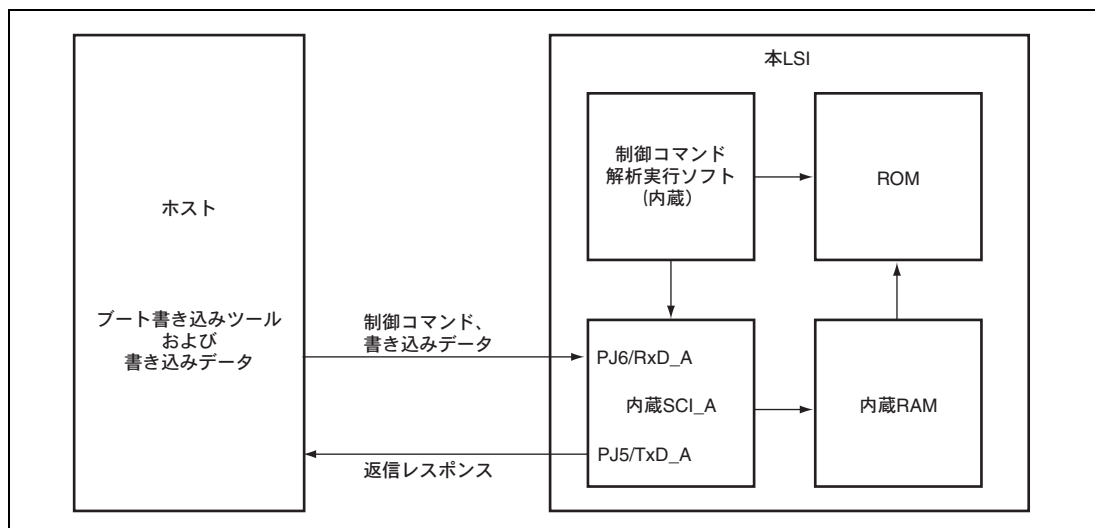 本LSI
制御コマンド
解析実行ソフト
(内蔵)
ROM
ホスト
ブート書き込みツール
および
書き込みデータ
制御コマンド、
書き込みデータ
PJ6/RxD_A
内蔵SCI_A
内蔵RAM
PJ5/TxD_A
返信レスポンス